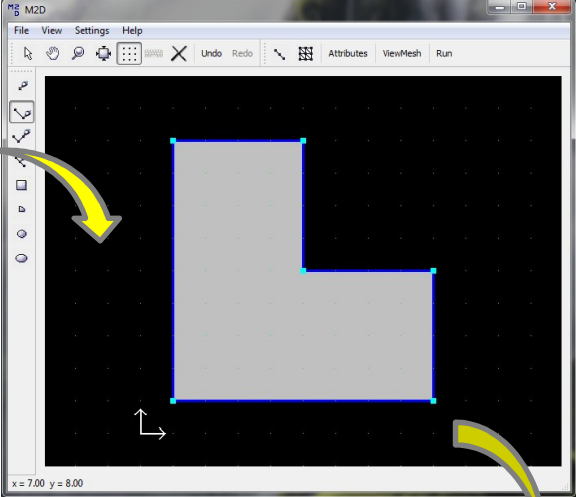 M2D
File View Settings Help
Undo Redo Attributes ViewMesh Run
x = 7.00 y = 8.00